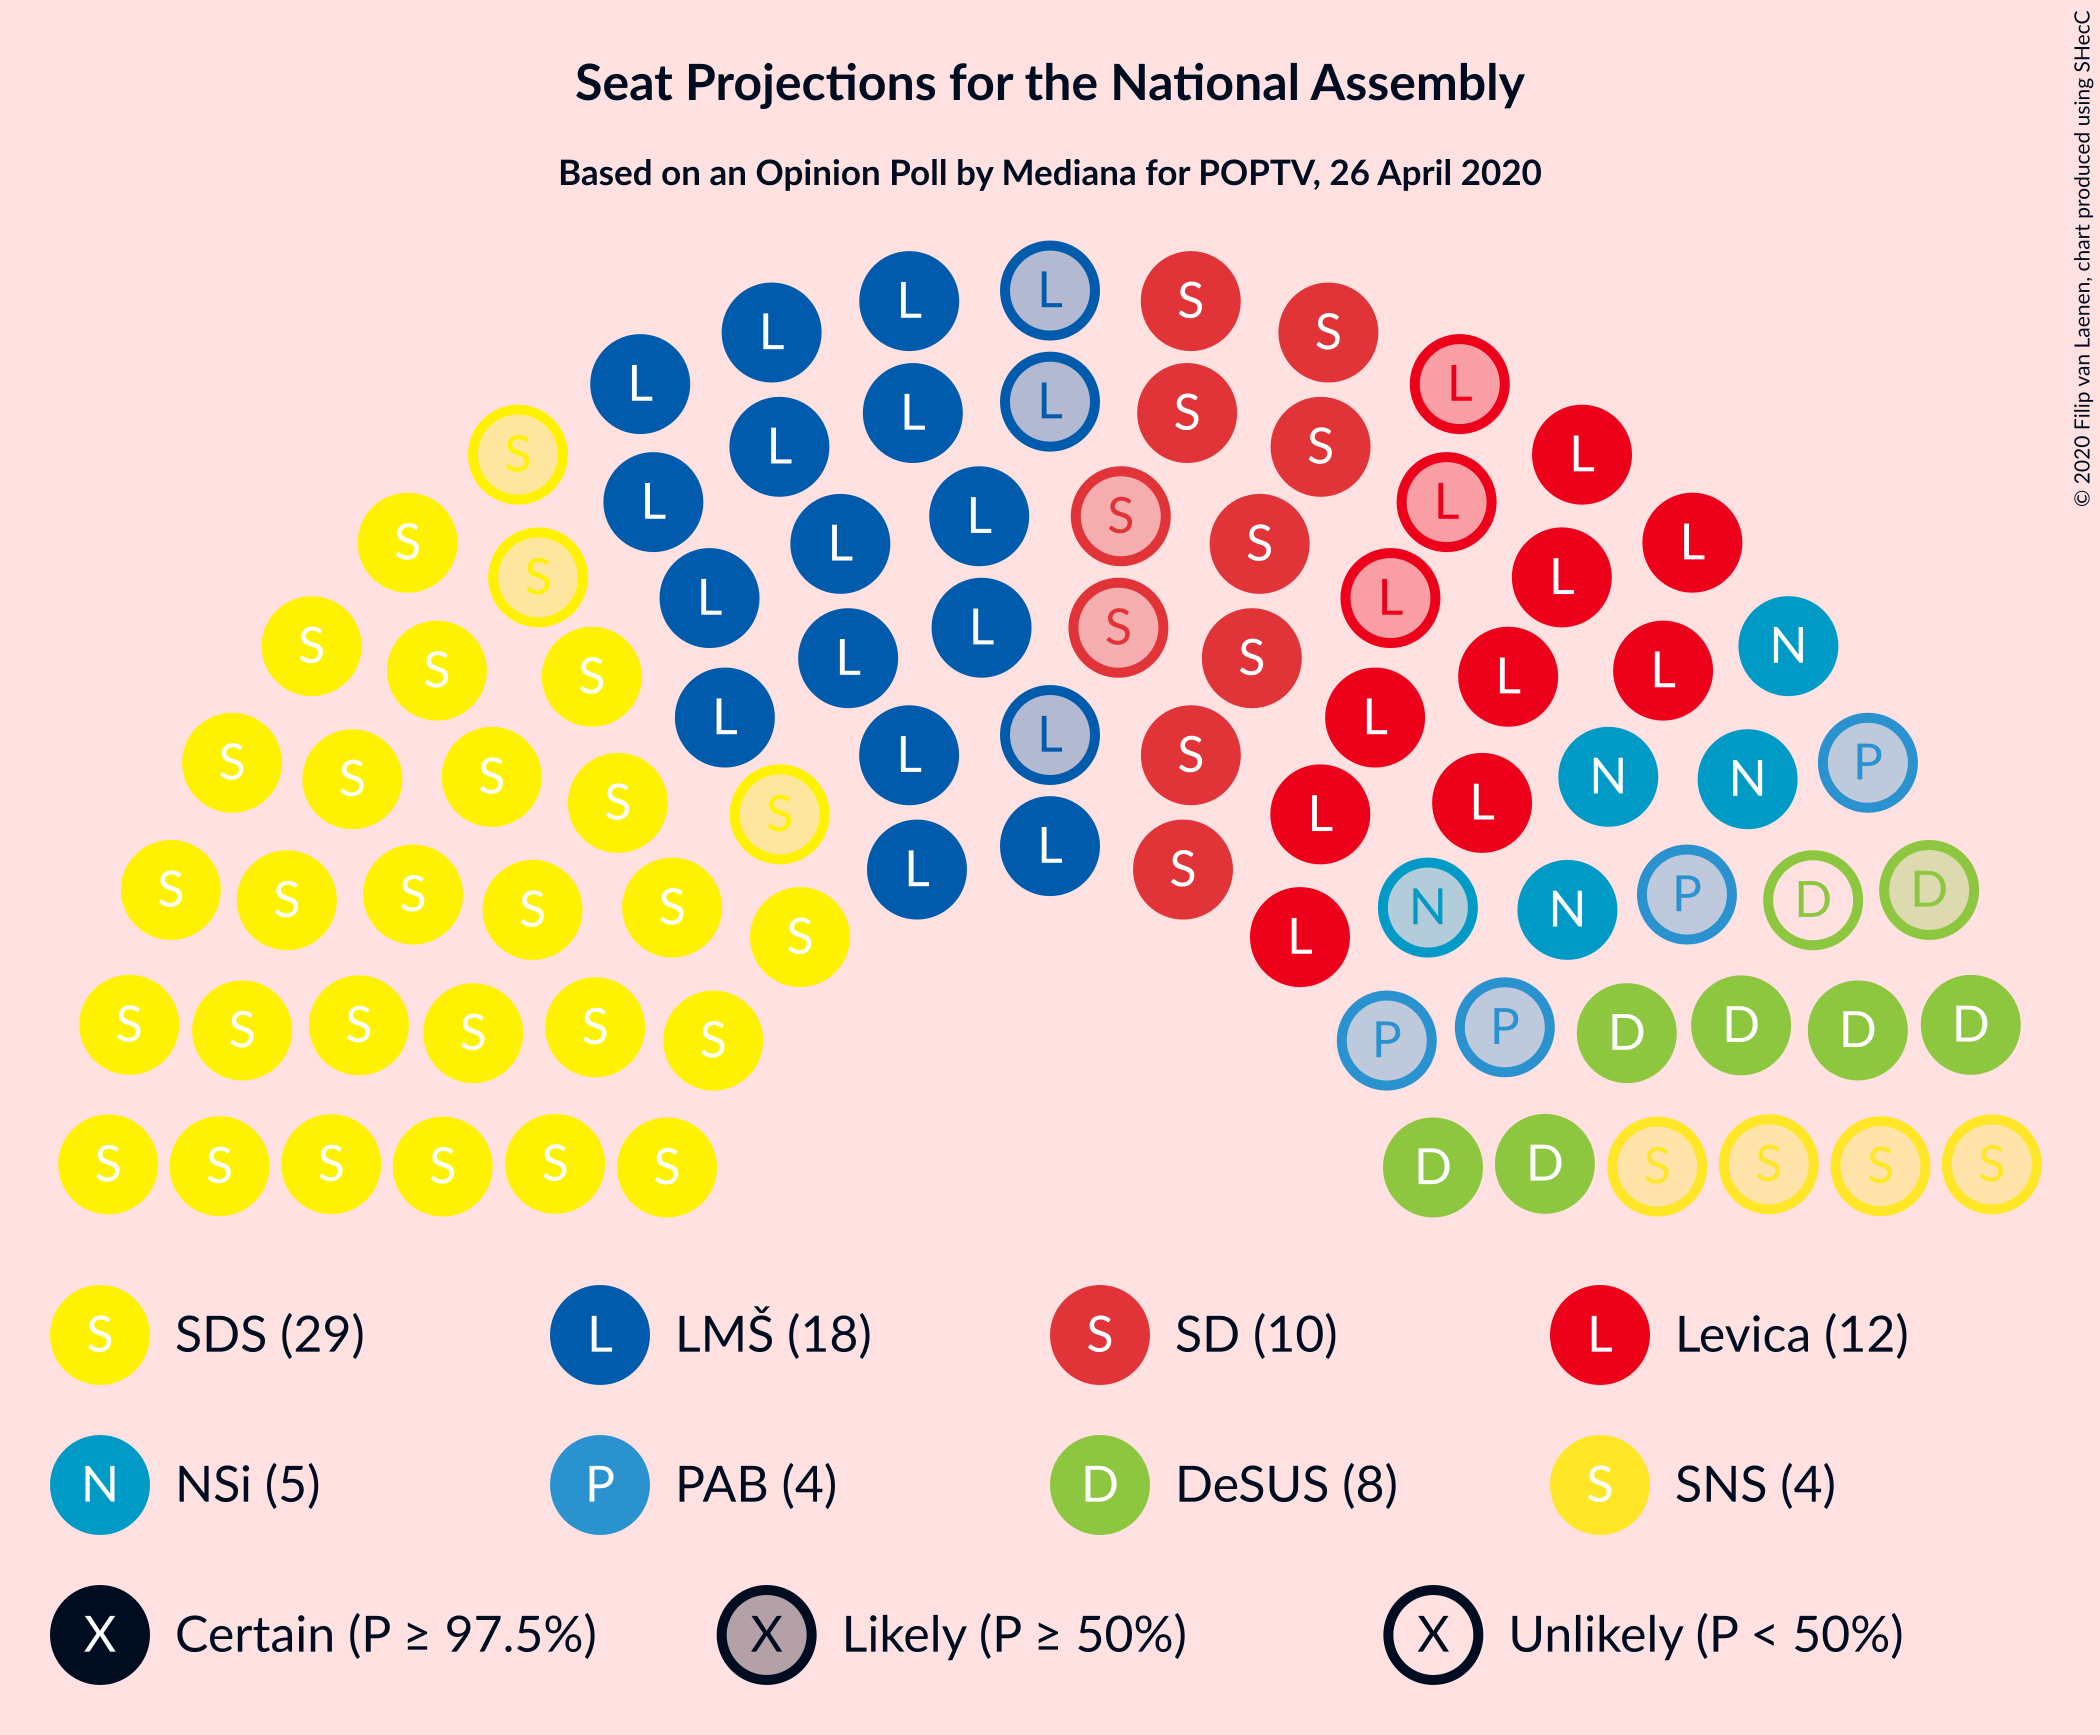 Seat Projections for the National Assembly
Based on an Opinion Poll by Mediana for POPTV, 26 April 2020
© 2020 Filip van Laenen, chart produced using SHecC
L L L L S S L
L L L S S
S L L L L
S L L S S L L
S S L L L
S S S L L S S L L L N
S S S S L L L S L L N N P
S L L S
S S S S S S L N N P D D
S S S S S S P P D D D D
S S S S S S D D S S S S
S SDS (29) L LMŠ (18) S SD (10) L Levica (12)
N NSi (5) P PAB (4) D DeSUS (8) S SNS (4)
X Certain (P ≥ 97.5%) X Likely (P ≥ 50%) X Unlikely (P < 50%)